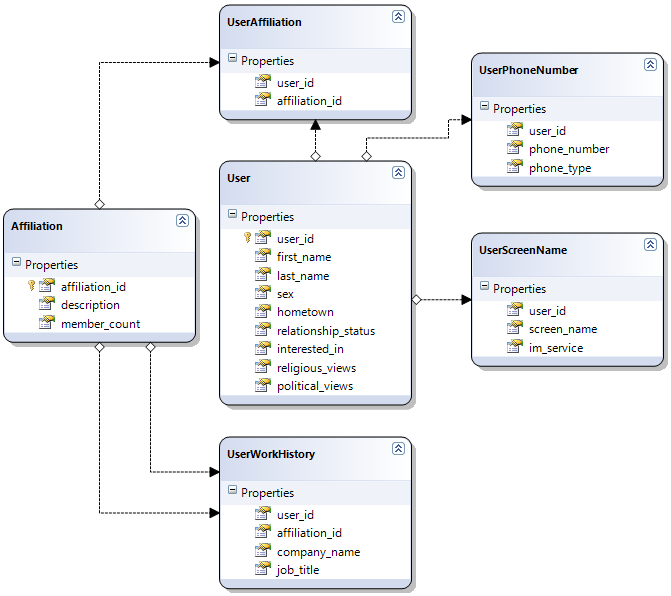 UserAffiliation
Properties
user_id
affiliation_id
UserPhoneNumber
Properties
user_id
phone_number
phone_type
User
Properties
user_id
first_name
last_name
sex
hometown
relationship_status
interested_in
religious_views
political_views
Affiliation
Properties
affiliation_id
description
member_count
UserScreenName
Properties
user_id
screen_name
im_service
UserWorkHistory
Properties
user_id
affiliation_id
company_name
job_title